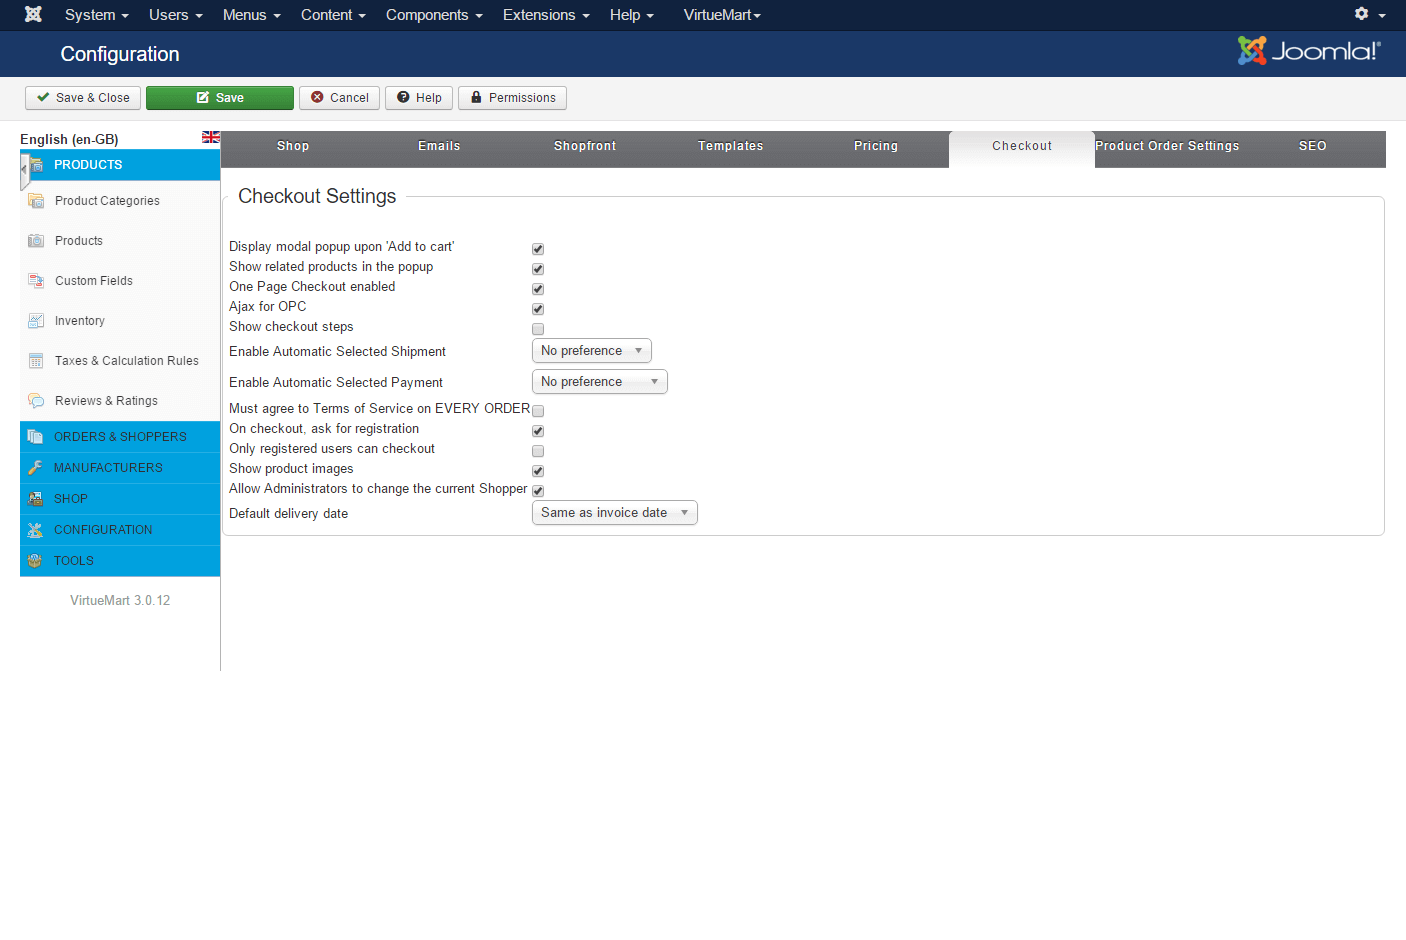 System Users Menus Content Components Extensions Help VirtueMart
Configuration
Joomla!®
Save & Close Save Cancel Help Permissions
English (en-GB)
Shop Emails Shopfront Templates Pricing Checkout Product Order Settings SEO
PRODUCTS
Product Categories
Products
Custom Fields
Inventory
Taxes & Calculation Rules
Reviews & Ratings
ORDERS & SHOPPERS
MANUFACTURERS
SHOP
CONFIGURATION
TOOLS
VirtueMart 3.0.12
Checkout Settings
Display modal popup upon 'Add to cart'
Show related products in the popup
One Page Checkout enabled
Ajax for OPC
Show checkout steps
Enable Automatic Selected Shipment No preference
Enable Automatic Selected Payment No preference
Must agree to Terms of Service on EVERY ORDER
On checkout, ask for registration
Only registered users can checkout
Show product images
Allow Administrators to change the current Shopper
Default delivery date Same as invoice date